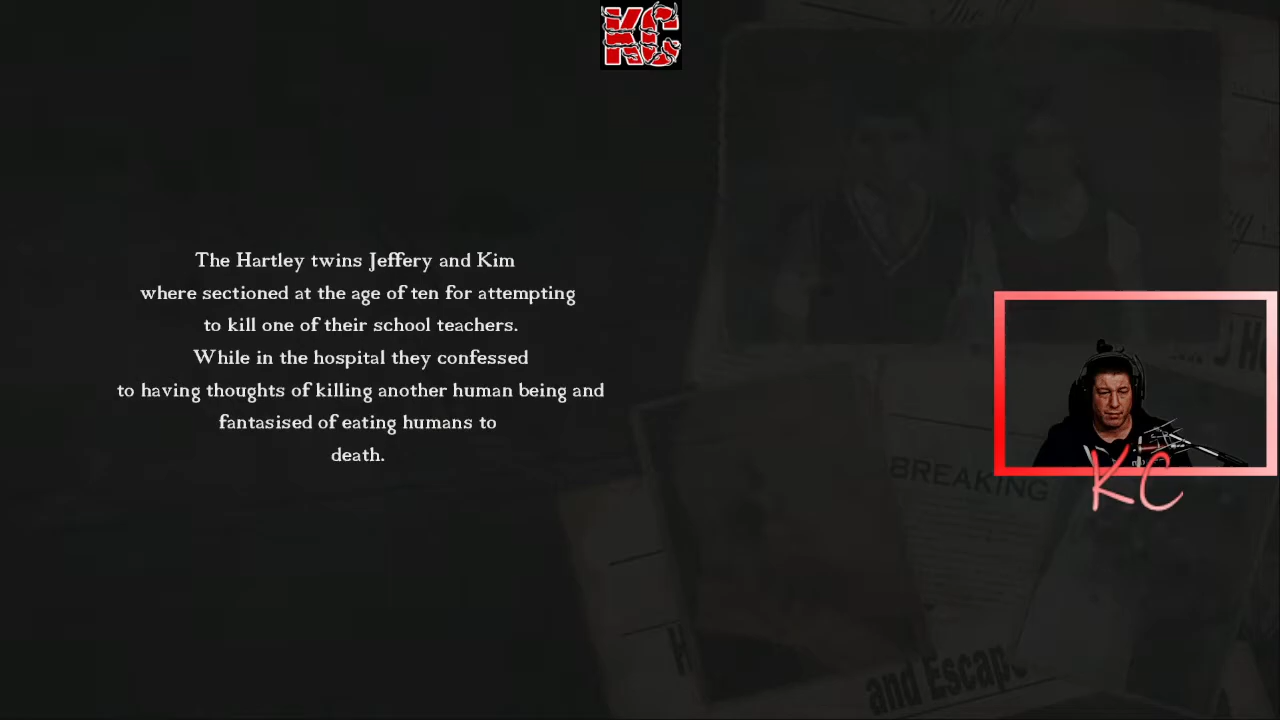 KC
The Hartley twins Jeffery and Kim
where sectioned at the age of ten for attempting
to kill one of their school teachers.
While in the hospital they confessed
to having thoughts of killing another human being and
fantasised of eating humans to
death.
BREAKING
KC
and Escape